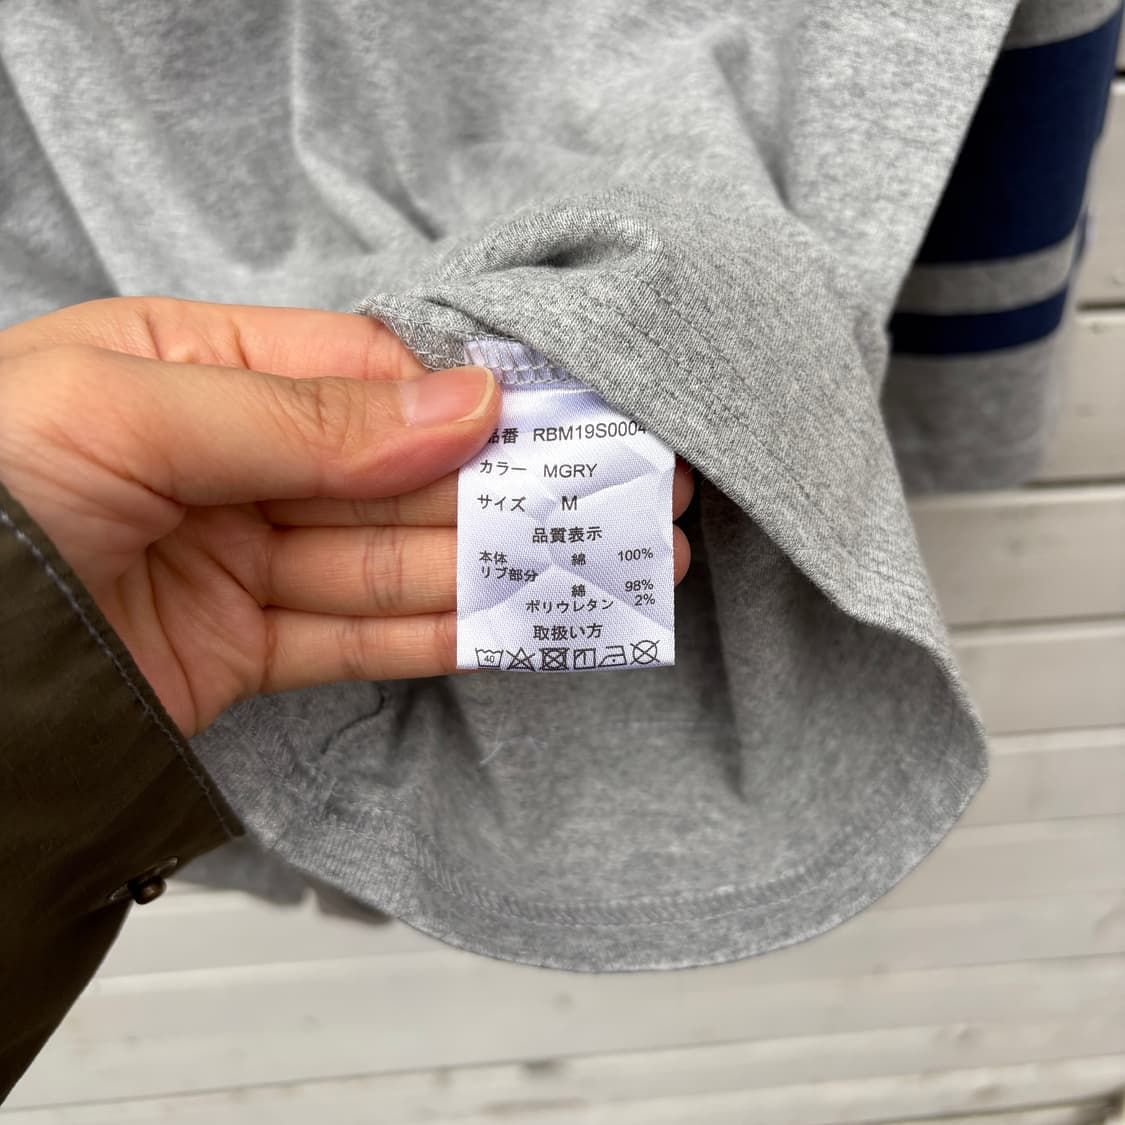 品番 RBM19S0004
カラー MGRY
サイズ M
品質表示
本体 綿 100%
リブ部分
綿 98%
ポリウレタン 2%
取扱い方
40